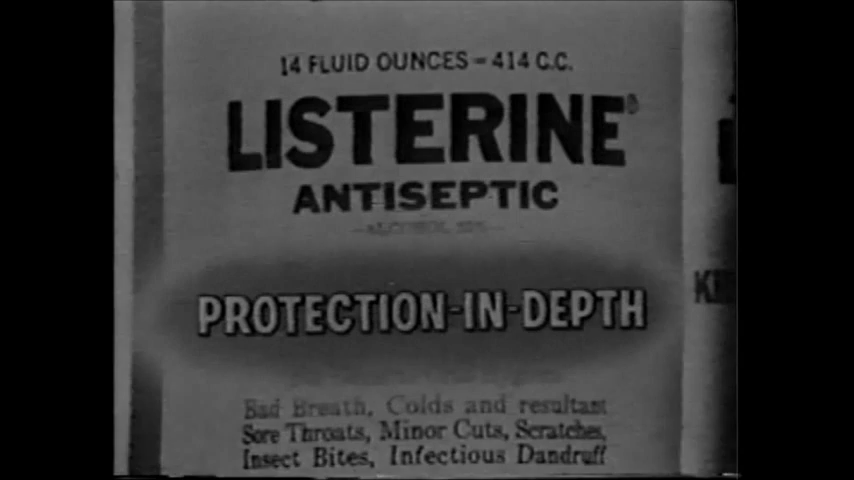 14 FLUID OUNCES - 414 C.C.
LISTERINE®
ANTISEPTIC
PROTECTION-IN-DEPTH
Bad Breath, Colds and resultant
Sore Throats, Minor Cuts, Scratches,
Insect Bites, Infectious Dandruff